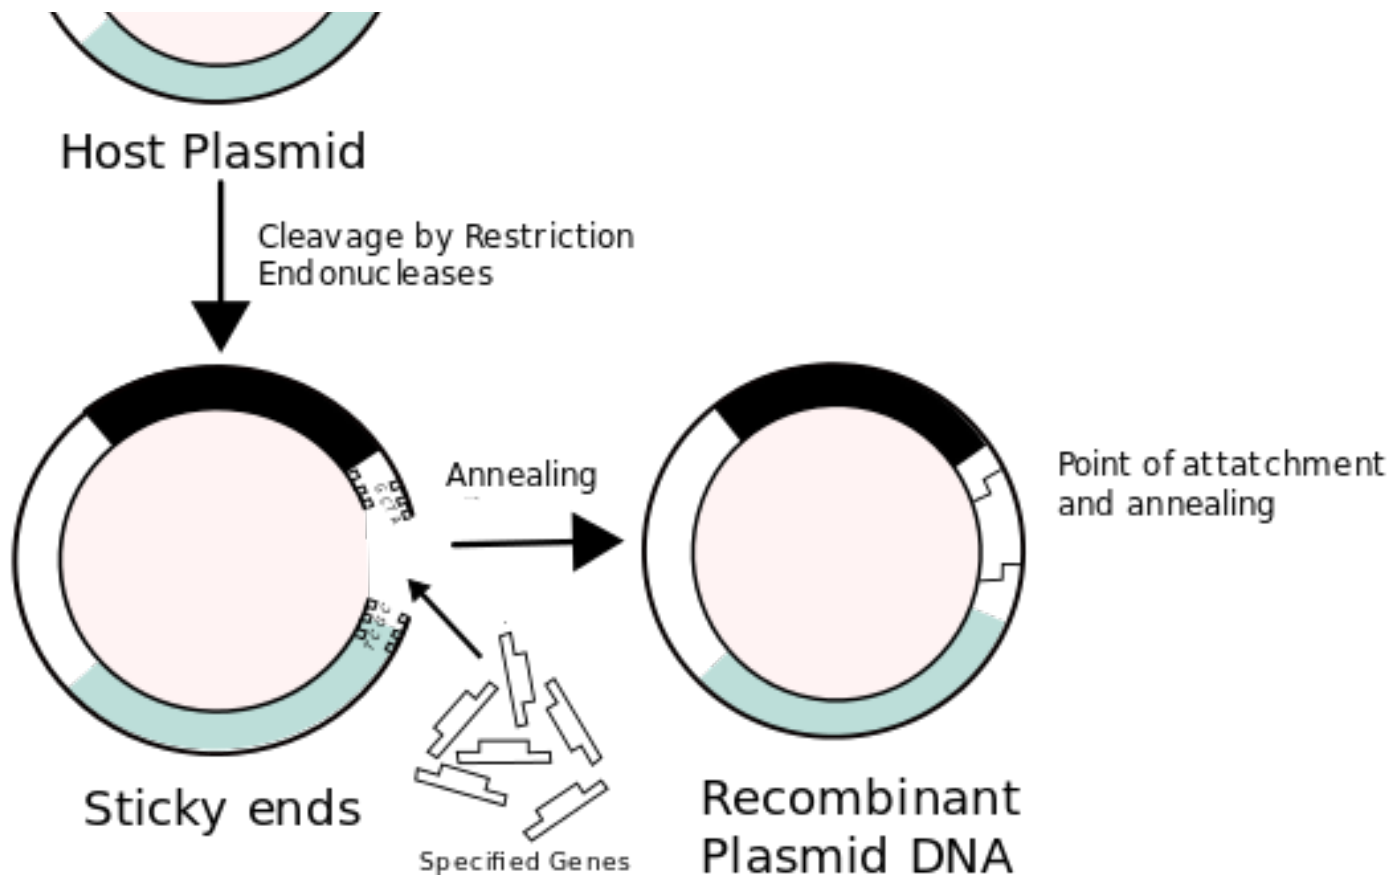 Host Plasmid
Cleavage by Restriction
Endonucleases
Annealing
Point of attatchment
and annealing
Sticky ends
Specified Genes
Recombinant
Plasmid DNA